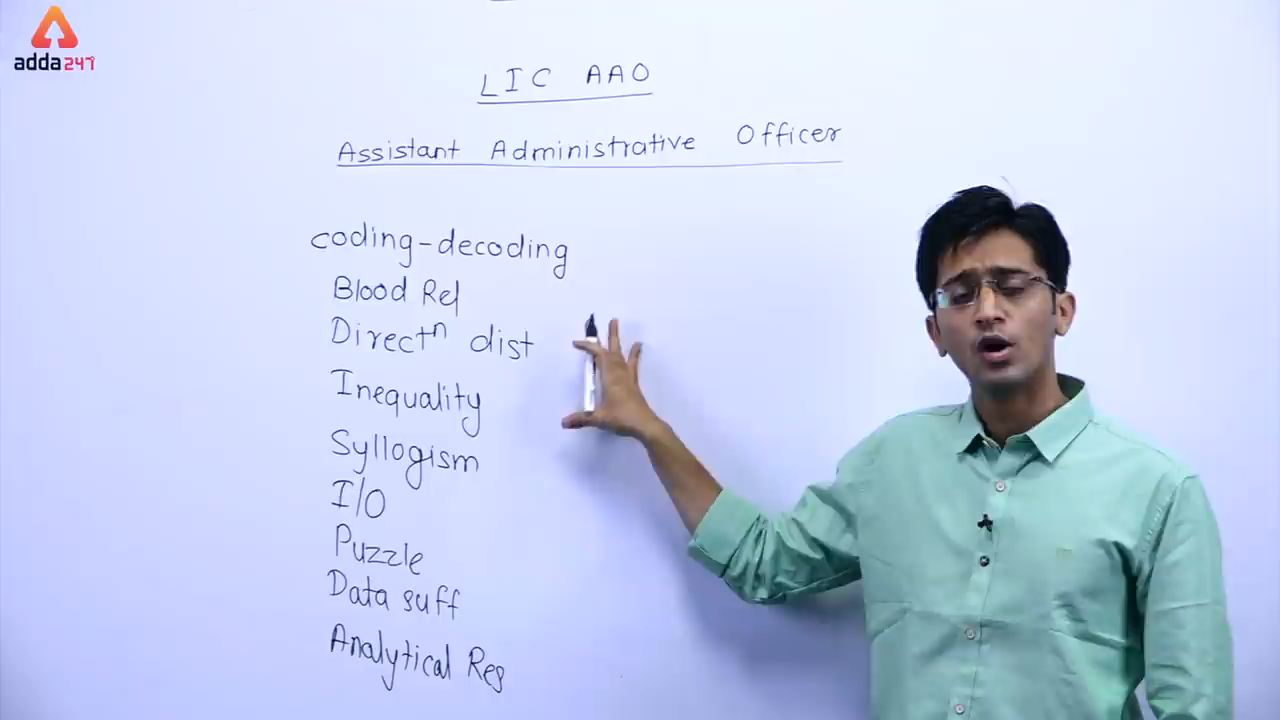 adda247
LIC AAO
Assistant Administrative Officer
coding-decoding
Blood Rel
Directⁿ dist
Inequality
Syllogism
I/O
Puzzle
Data suff
Analytical Res